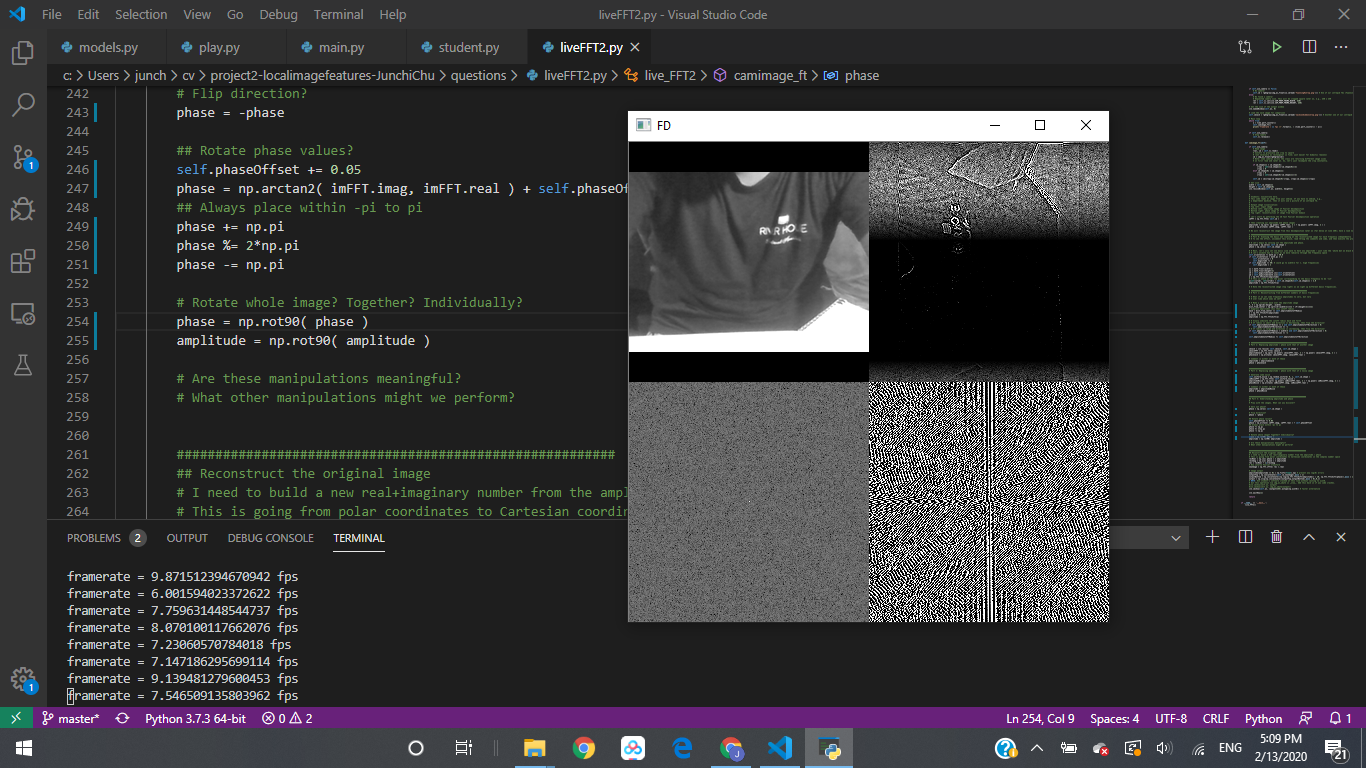 File Edit Selection View Go Debug Terminal Help
liveFFT2.py - Visual Studio Code
models.py
play.py
main.py
student.py
liveFFT2.py
c: > Users > junch > cv > project2-localimagefeatures-JunchiChu > questions > liveFFT2.py > live_FFT2 > camimage_ft > phase
242 # Flip direction?
243 phase = -phase
244
245 ## Rotate phase values?
246 self.phaseOffset += 0.05
247 phase = np.arctan2( imFFT.imag, imFFT.real ) + self.phaseOf
248 ## Always place within -pi to pi
249 phase += np.pi
250 phase %= 2*np.pi
251 phase -= np.pi
252
253 # Rotate whole image? Together? Individually?
254 phase = np.rot90( phase )
255 amplitude = np.rot90( amplitude )
256
257 # Are these manipulations meaningful?
258 # What other manipulations might we perform?
259
260
261 #########################################################
262 ## Reconstruct the original image
263 # I need to build a new real+imaginary number from the ampl
264 # This is going from polar coordinates to Cartesian coordin
FD
PROBLEMS 2 OUTPUT DEBUG CONSOLE TERMINAL
framerate = 9.871512394670942 fps
framerate = 6.001594023372622 fps
framerate = 7.759631448544737 fps
framerate = 8.070100117662076 fps
framerate = 7.23060570784018 fps
framerate = 7.147186295699114 fps
framerate = 9.139481279600453 fps
framerate = 7.546509135803962 fps
1
1
master* Python 3.7.3 64-bit 0 2
Ln 254, Col 9 Spaces: 4 UTF-8 CRLF Python 1
ENG
5:09 PM
2/13/2020
21